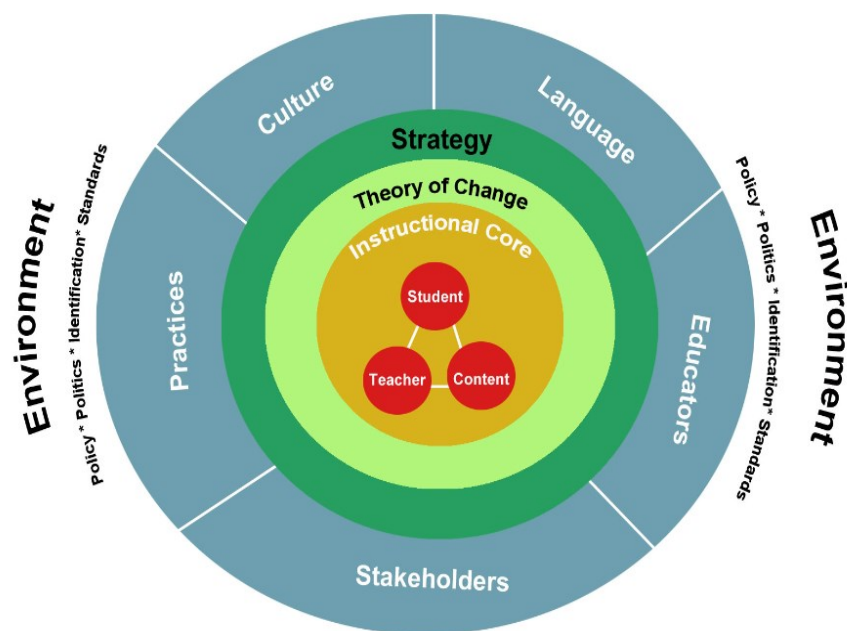 Culture
Language
Strategy
Theory of Change
Instructional Core
Student
Teacher
Content
Practices
Educators
Stakeholders
Environment
Policy * Politics * Identification* Standards
Policy * Politics * Identification* Standards
Environment